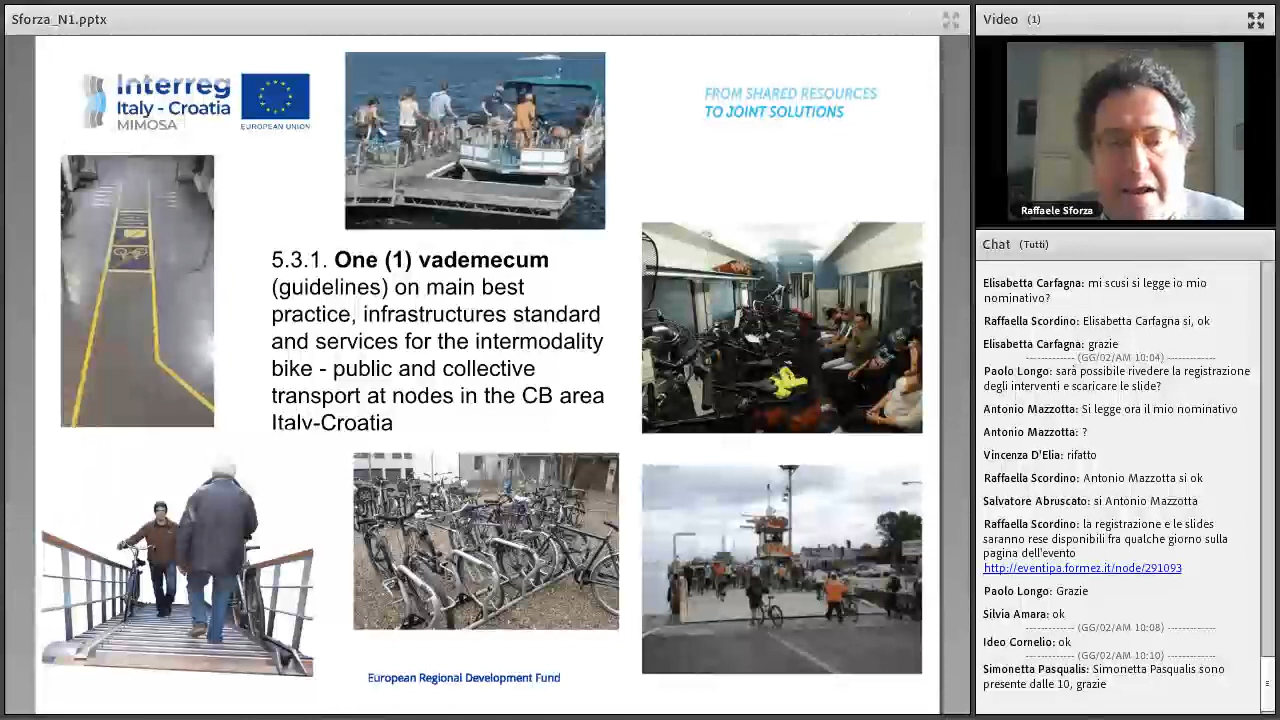 Sforza_N1.pptx
Interreg
Italy - Croatia
MIMOSA
EUROPEAN UNION
FROM SHARED RESOURCES
TO JOINT SOLUTIONS
5.3.1. One (1) vademecum
(guidelines) on main best
practice, infrastructures standard
and services for the intermodality
bike - public and collective
transport at nodes in the CB area
Italy-Croatia
European Regional Development Fund
Video (1)
Raffaele Sforza
Chat (Tutti)
Elisabetta Carfagna: mi scusi si legge io mio
nominativo?
Raffaella Scordino: Elisabetta Carfagna si, ok
Elisabetta Carfagna: grazie
------------- (GG/02/AM 10:04) -------------
Paolo Longo: sarà possibile rivedere la registrazione
degli interventi e scaricare le slide?
Antonio Mazzotta: Si legge ora il mio nominativo
Antonio Mazzotta: ?
Vincenza D'Elia: rifatto
Raffaella Scordino: Antonio Mazzotta si ok
Salvatore Abruscato: si Antonio Mazzotta
Raffaella Scordino: la registrazione e le slides
saranno rese disponibili fra qualche giorno sulla
pagina dell'evento
http://eventipa.formez.it/node/291093
Paolo Longo: Grazie
Silvia Amara: ok
------------- (GG/02/AM 10:08) -------------
Ideo Cornelio: ok
------------- (GG/02/AM 10:10) -------------
Simonetta Pasqualis: Simonetta Pasqualis sono
presente dalle 10, grazie